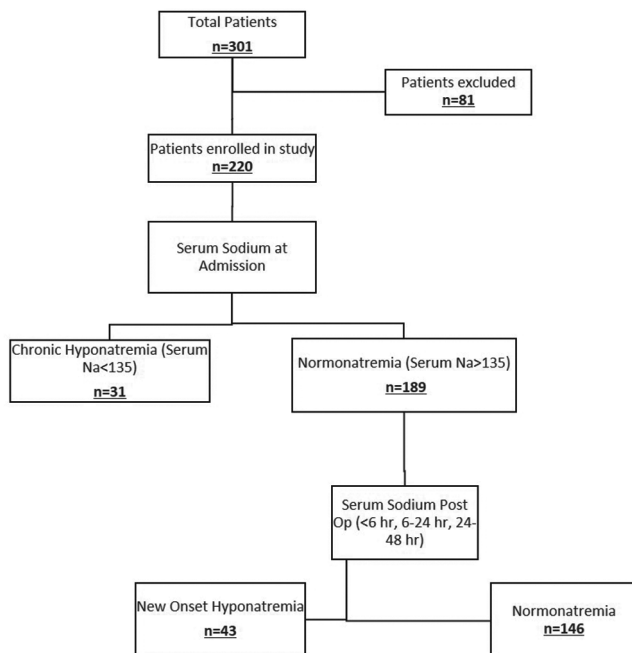 Total Patients
n=301
Patients excluded
n=81
Patients enrolled in study
n=220
Serum Sodium at
Admission
Chronic Hyponatremia (Serum
Na<135)
n=31
Normonatremia (Serum Na>135)
n=189
Serum Sodium Post
Op (<6 hr, 6-24 hr, 24-
48 hr)
New Onset Hyponatremia
n=43
Normonatremia
n=146